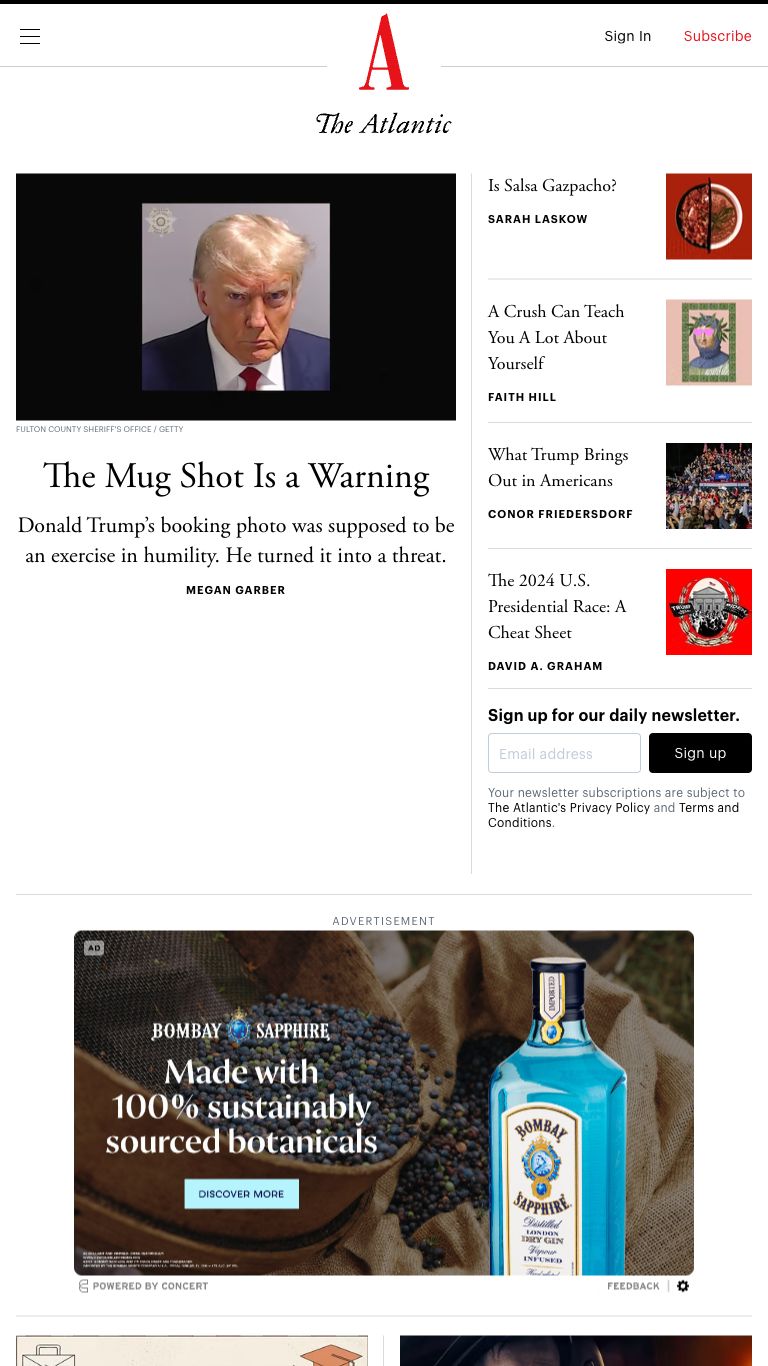 Sign In
Subscribe
A
The Atlantic
FULTON COUNTY SHERIFF'S OFFICE / GETTY
The Mug Shot Is a Warning
Donald Trump's booking photo was supposed to be
an exercise in humility. He turned it into a threat.
MEGAN GARBER
Is Salsa Gazpacho?
SARAH LASKOW
A Crush Can Teach
You A Lot About
Yourself
FAITH HILL
What Trump Brings
Out in Americans
CONOR FRIEDERSDORF
The 2024 U.S.
Presidential Race: A
Cheat Sheet
DAVID A. GRAHAM
Sign up for our daily newsletter.
Email address
Sign up
Your newsletter subscriptions are subject to
The Atlantic's Privacy Policy and Terms and
Conditions.
ADVERTISEMENT
AD
BOMBAY SAPPHIRE
Made with
100% sustainably
sourced botanicals
DISCOVER MORE
IMPORTED
BOMBAY
SAPPHIRE
Distilled
LONDON
DRY GIN
Vapour
INFUSED
POWERED BY CONCERT
FEEDBACK